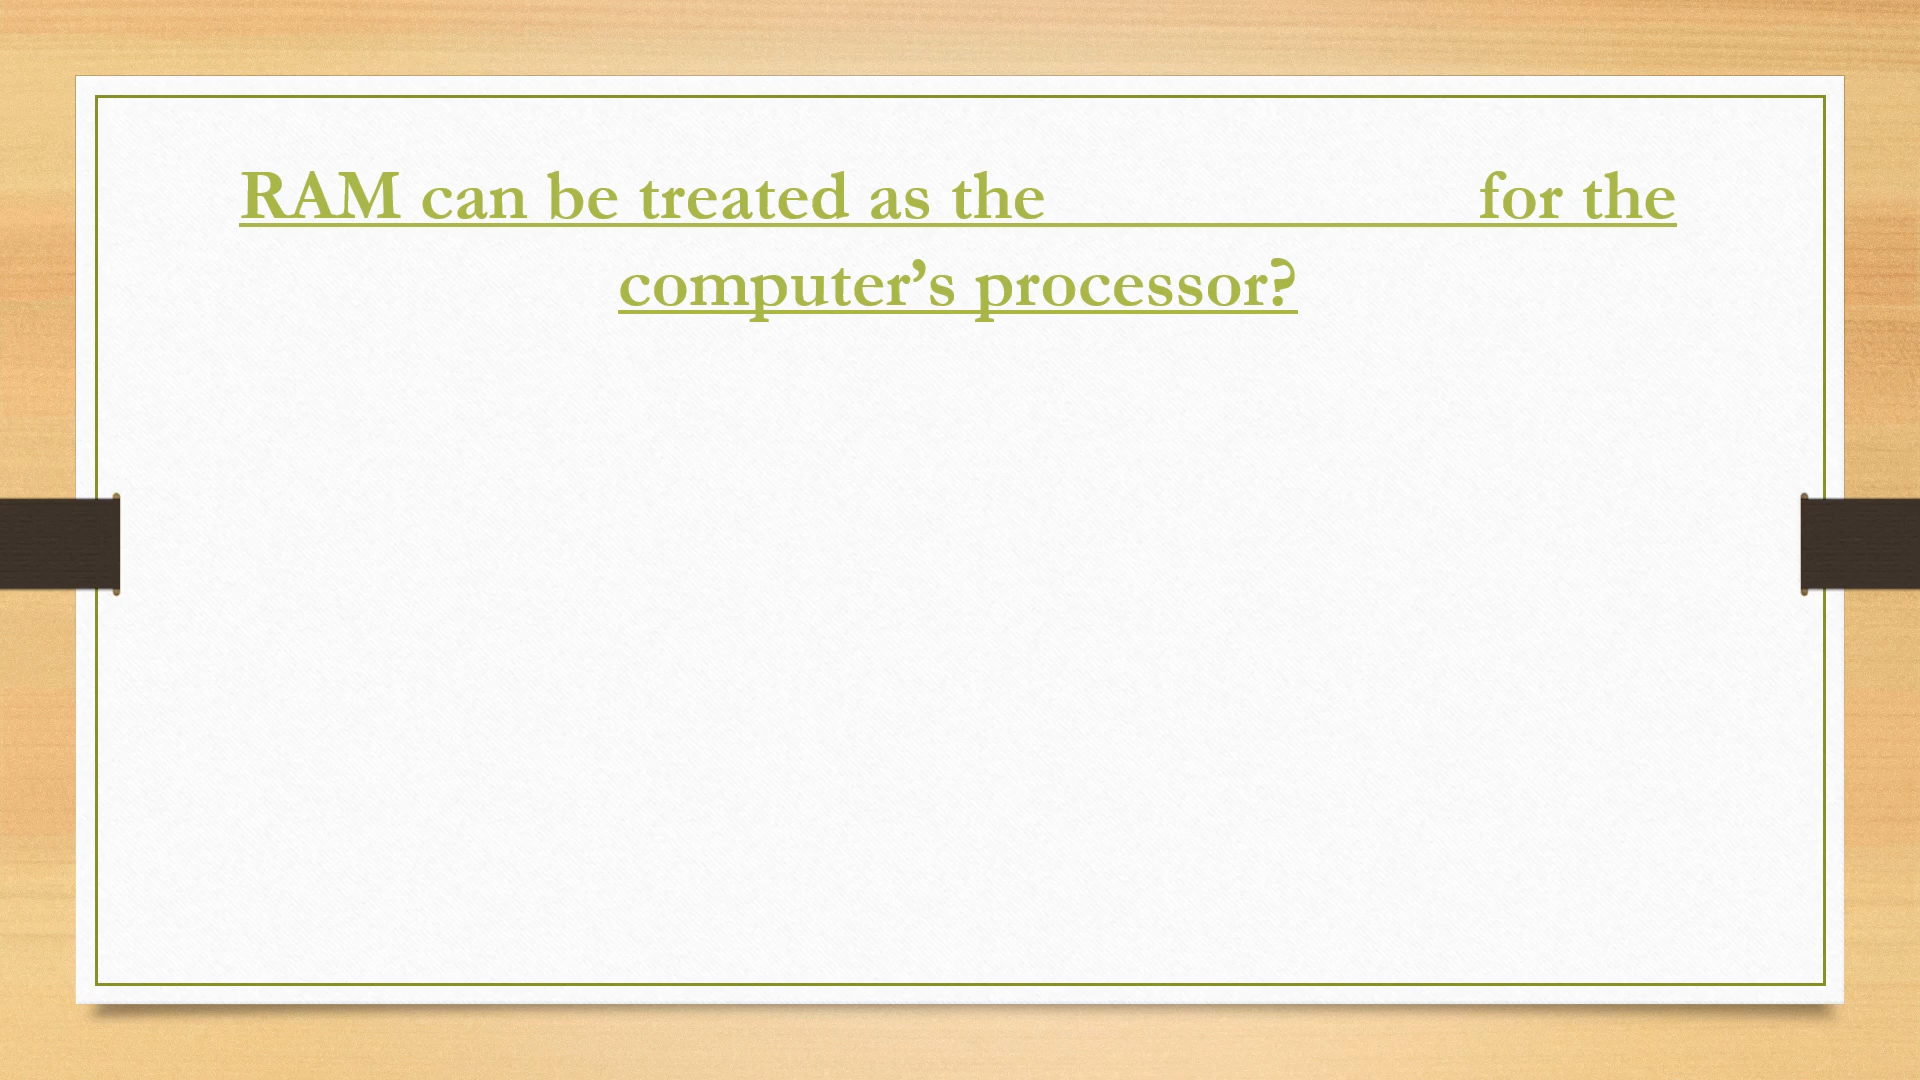 RAM can be treated as the                         for the
computer’s processor?